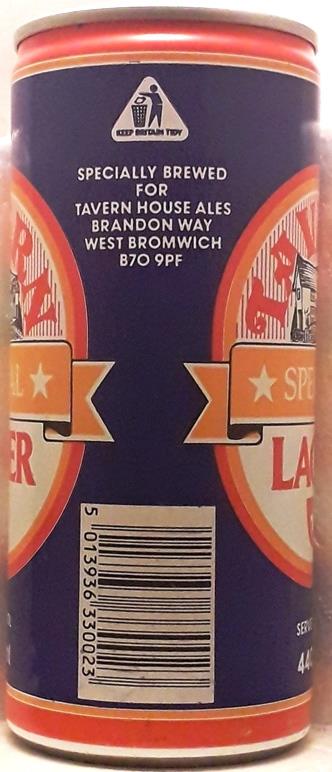 KEEP BRITAIN TIDY
SPECIALLY BREWED
FOR
TAVERN HOUSE ALES
BRANDON WAY
WEST BROMWICH
B70 9PF
5 013936 330023